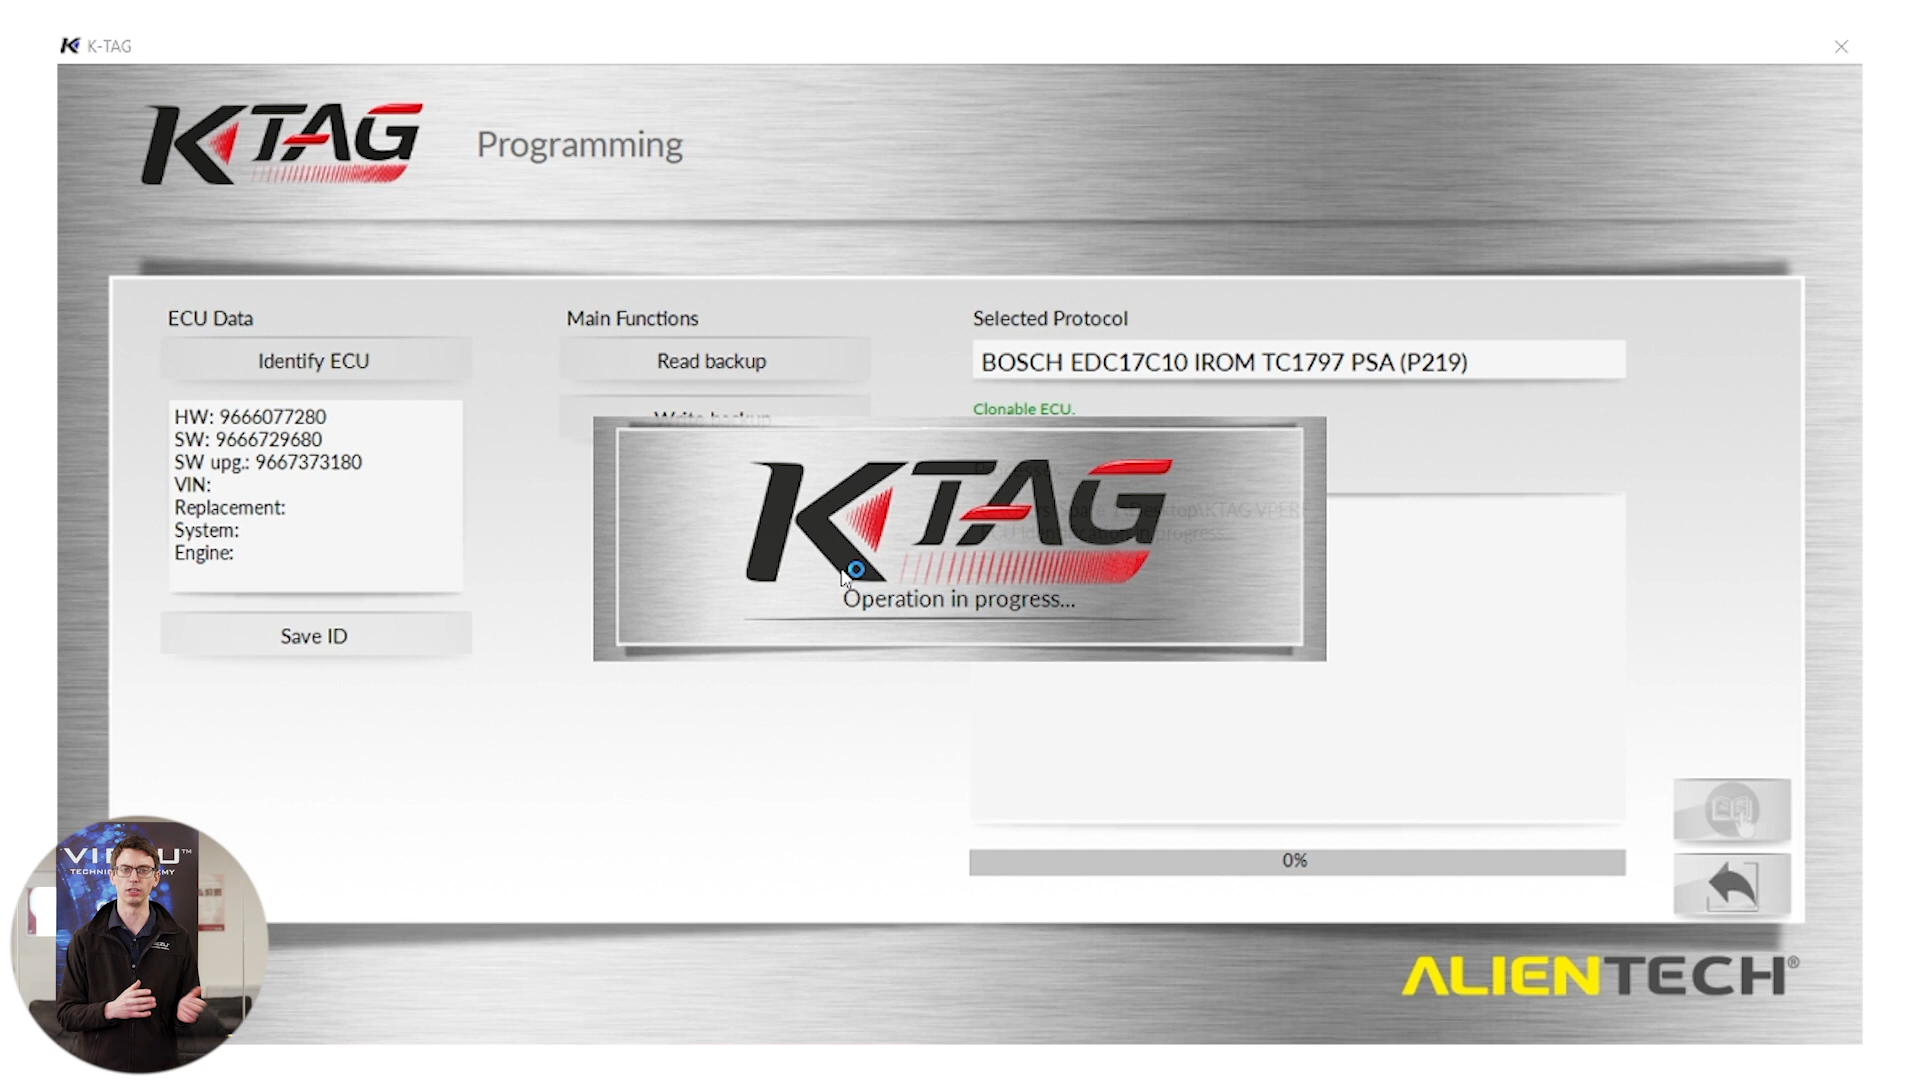 K-TAG
KTAG
Programming
ECU Data
Main Functions
Selected Protocol
Identify ECU
Read backup
BOSCH EDC17C10 IROM TC1797 PSA (P219)
Clonable ECU.
Write backup
HW: 9666077280
SW: 9666729680
SW upg.: 9667373180
VIN:
Replacement:
System:
Engine:
KTAG
Operation in progress...
Save ID
0%
ALIENTECH®